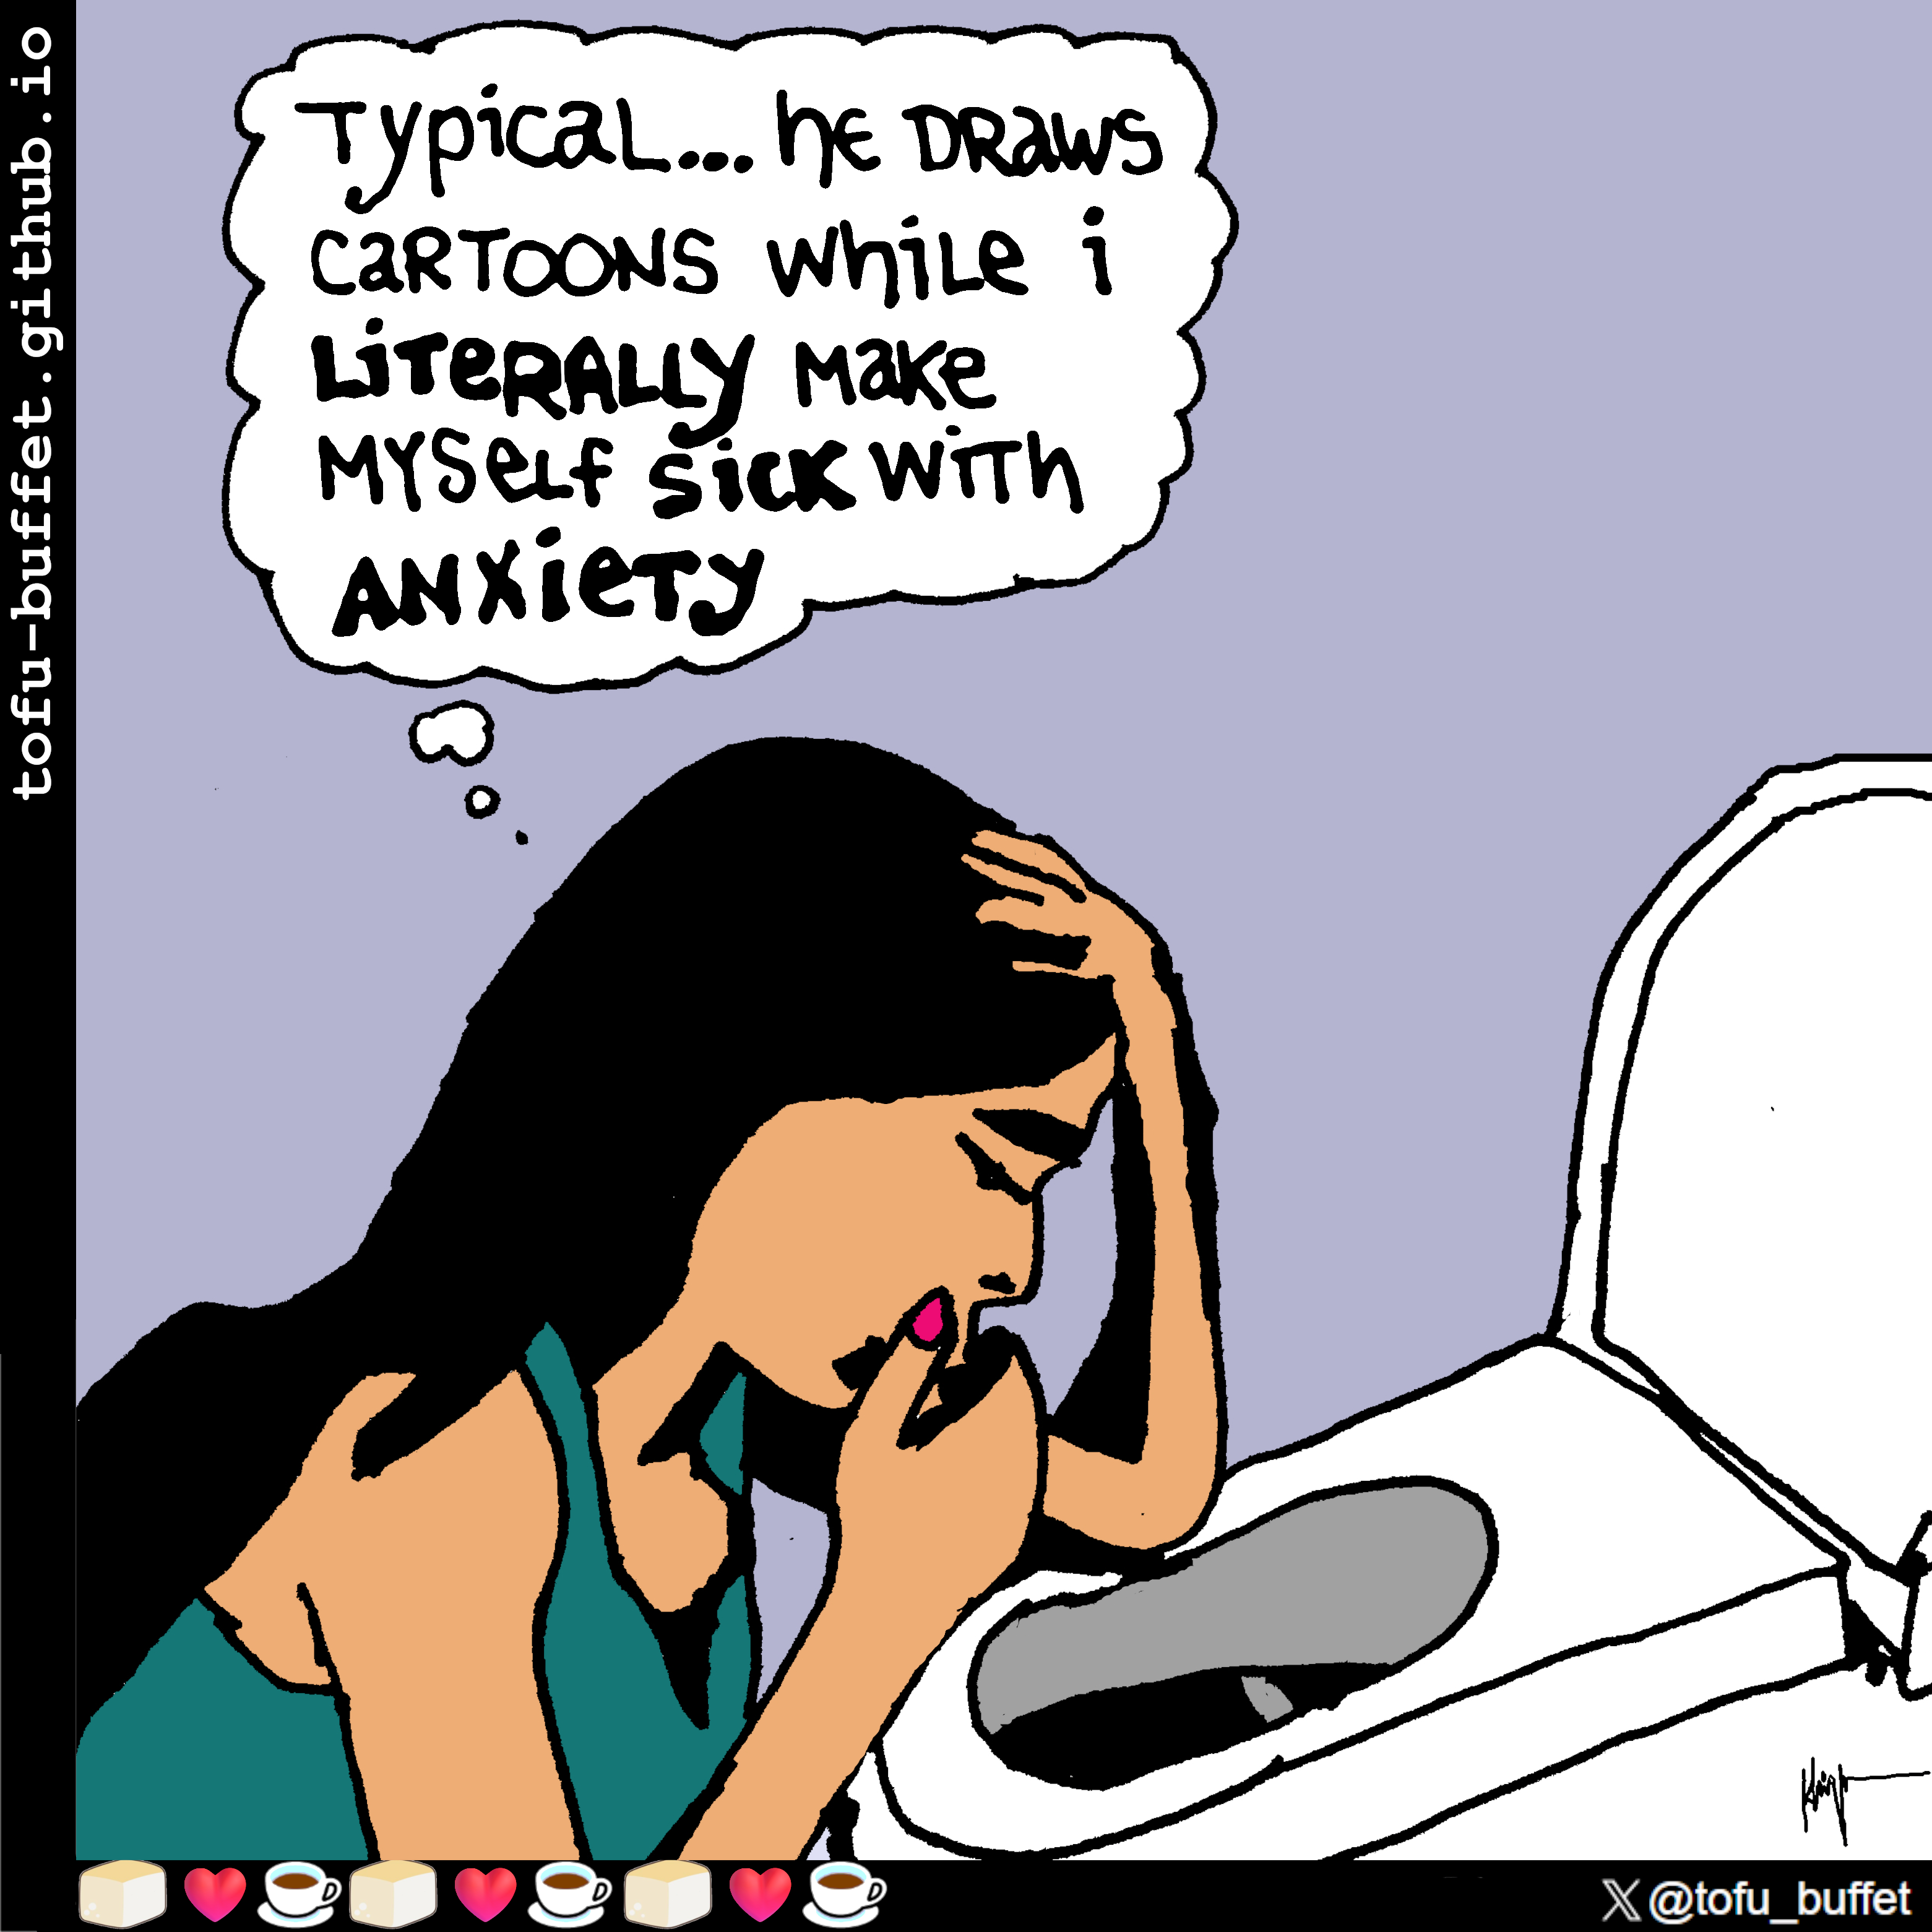 Typical... he DRaws
CaRTOONS while i
LiTeRALLY Make
MYSelf sick WiTh
ANXieTy
tofu-buffet.github.io
𝕏 @tofu_buffet